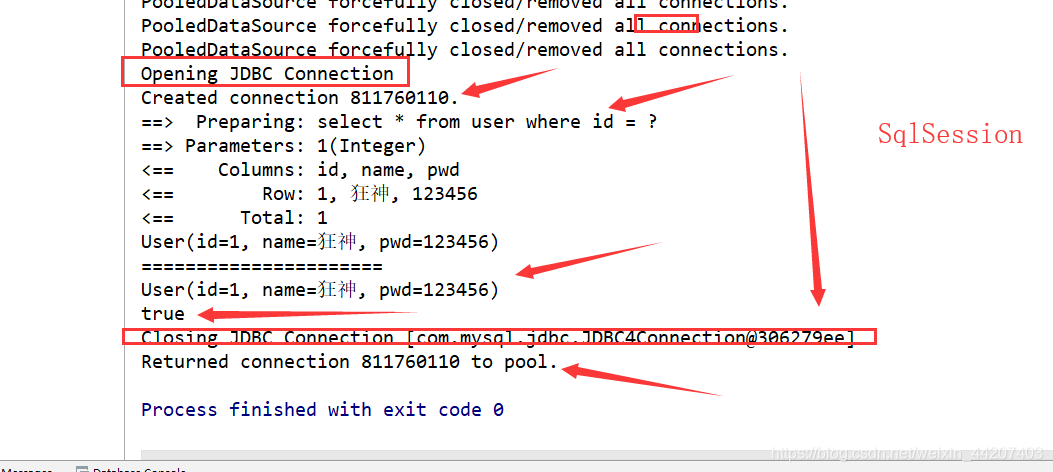 PooledDataSource forcefully closed/removed all connections.
PooledDataSource forcefully closed/removed all connections.
PooledDataSource forcefully closed/removed all connections.
Opening JDBC Connection
Created connection 811760110.
==>  Preparing: select * from user where id = ?
==> Parameters: 1(Integer)
<==    Columns: id, name, pwd
<==        Row: 1, 狂神, 123456
<==      Total: 1
User(id=1, name=狂神, pwd=123456)
======================
User(id=1, name=狂神, pwd=123456)
true
Closing JDBC Connection [com.mysql.jdbc.JDBC4Connection@306279ee]
Returned connection 811760110 to pool.
Process finished with exit code 0
SqlSession
Messages Database Console
https://blog.csdn.net/weixin_44207403